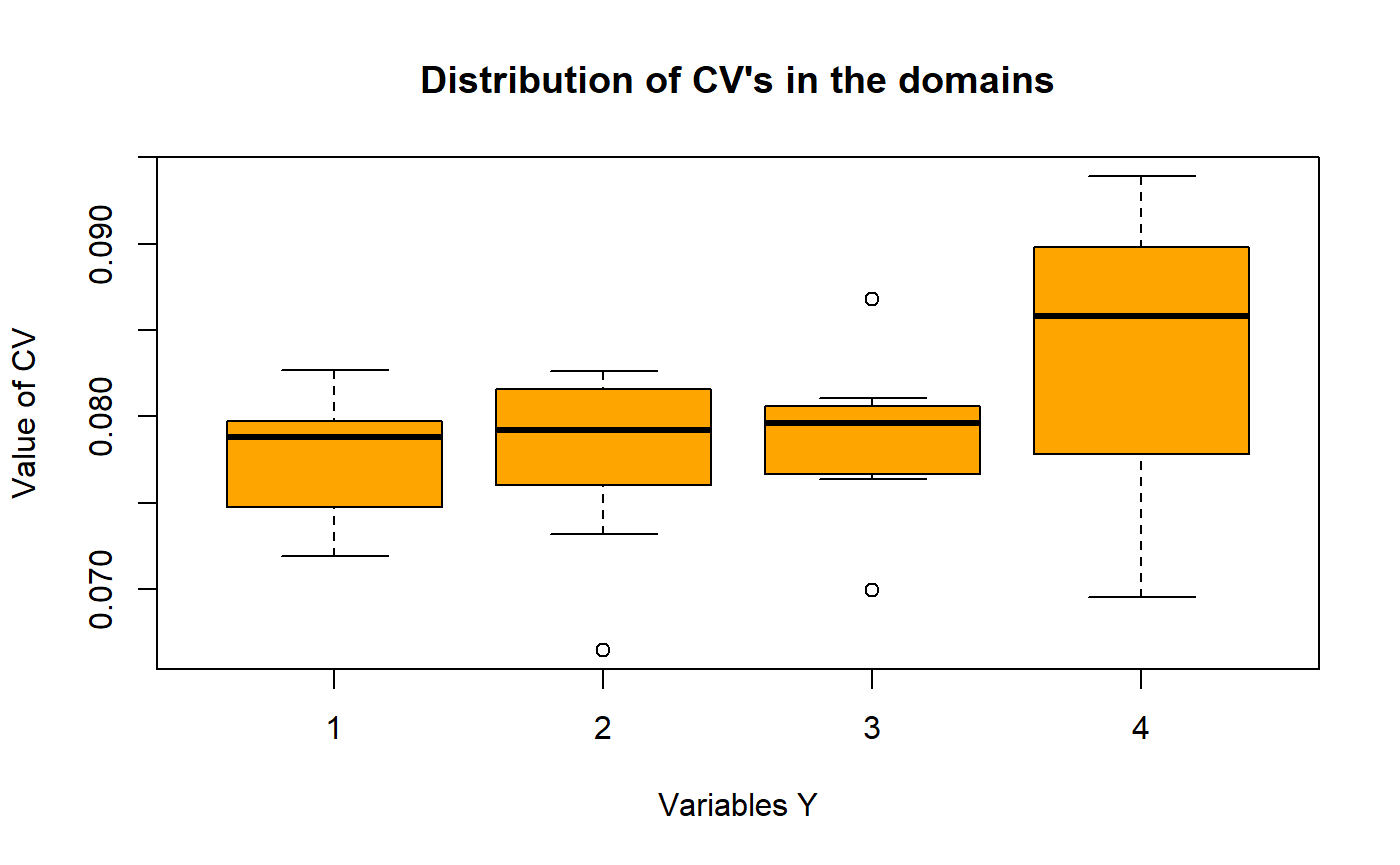 Distribution of CV's in the domains
Value of CV
0.090
0.080
0.070
1 2 3 4
Variables Y